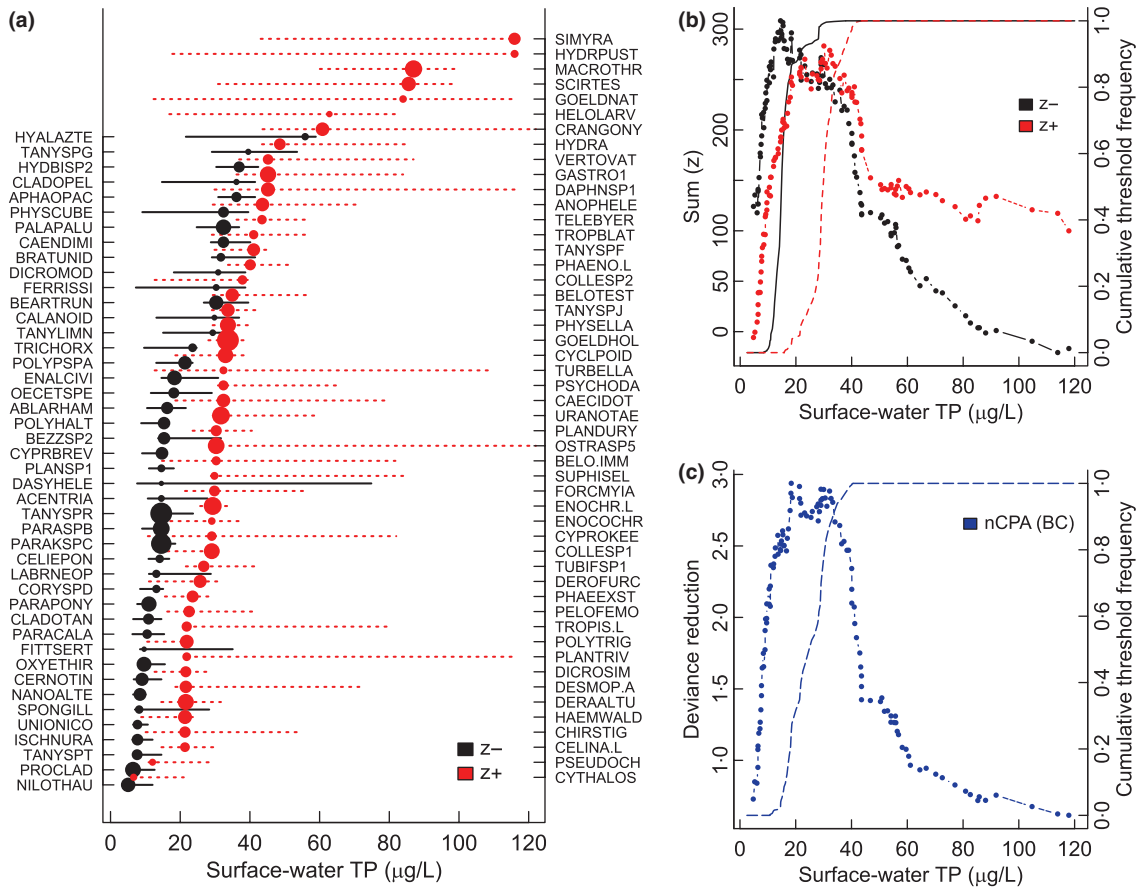 (a)
SIMYRA
HYDRPUST
MACROTHR
SCIRTES
GOELDNAT
HELOLARV
CRANGONY
HYDRA
VERTOVAT
GASTRO1
DAPHNSP1
ANOPHELE
TELEBYER
TROPBLAT
TANYSPF
PHAENO.L
COLLESP2
BELOTEST
TANYSPJ
PHYSELLA
GOELDHOL
CYCLPOID
TURBELLA
PSYCHODA
CAECIDOT
URANOTAE
PLANDURY
OSTRASP5
BELO.IMM
SUPHISEL
FORCMYIA
ENOCHR.L
ENOCOCHR
CYPROKEE
COLLESP1
TUBIFSP1
DEROFURC
PHAEEXST
PELOFEMO
TROPIS.L
POLYTRIG
PLANTRIV
DICROSIM
DESMOP.A
DERAALTU
HAEMWALD
CHIRSTIG
CELINA.L
PSEUDOCH
CYTHALOS
HYALAZTE
TANYSPG
HYDBISP2
CLADOPEL
APHAOPAC
PHYSCUBE
PALAPALU
CAENDIMI
BRATUNID
DICROMOD
FERRISSI
BEARTRUN
CALANOID
TANYLIMN
TRICHORX
POLYPSPA
ENALCIVI
OECETSPE
ABLARHAM
POLYHALT
BEZZSP2
CYPRBREV
PLANSP1
DASYHELE
ACENTRIA
TANYSPR
PARASPB
PARAKSPC
CELIEPON
LABRNEOP
CORYSPD
PARAPONY
CLADOTAN
PARACALA
FITTSERT
OXYETHIR
CERNOTIN
NANOALTE
SPONGILL
UNIONICO
ISCHNURA
TANYSPT
PROCLAD
NILOTHAU
z−
z+
0 20 40 60 80 100 120
Surface-water TP (µg/L)
(b)
300
200
100
50
0
Sum (z)
z−
z+
1·0
0·8
0·6
0·4
0·2
0·0
Cumulative threshold frequency
0 20 40 60 80 100 120
Surface-water TP (µg/L)
(c)
3·0
2·5
2·0
1·5
1·0
Deviance reduction
nCPA (BC)
1·0
0·8
0·6
0·4
0·2
0·0
Cumulative threshold frequency
0 20 40 60 80 100 120
Surface-water TP (µg/L)